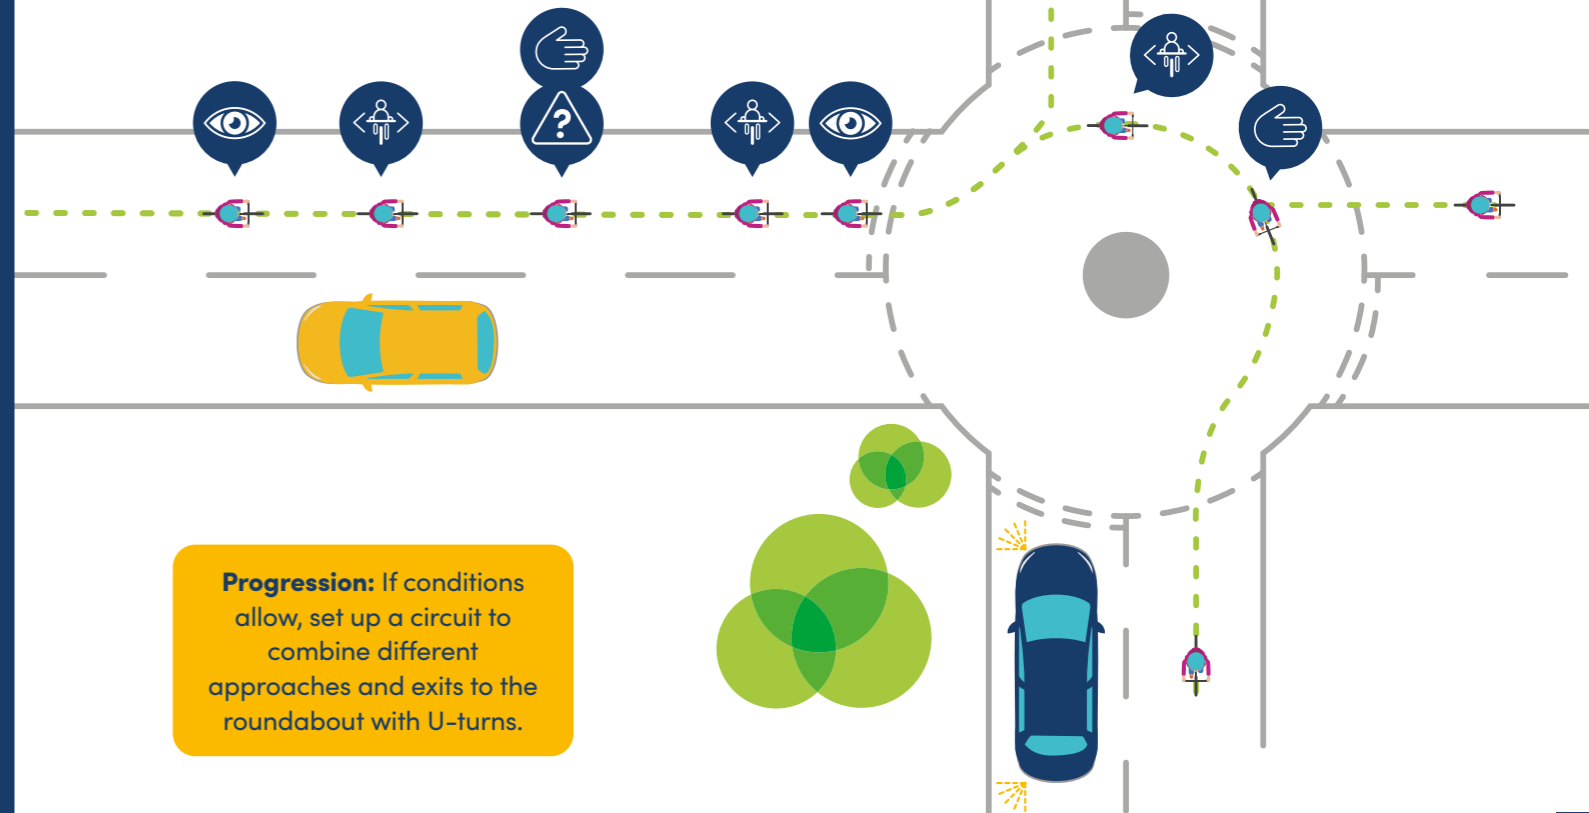 ?
Progression: If conditions
allow, set up a circuit to
combine different
approaches and exits to the
roundabout with U-turns.